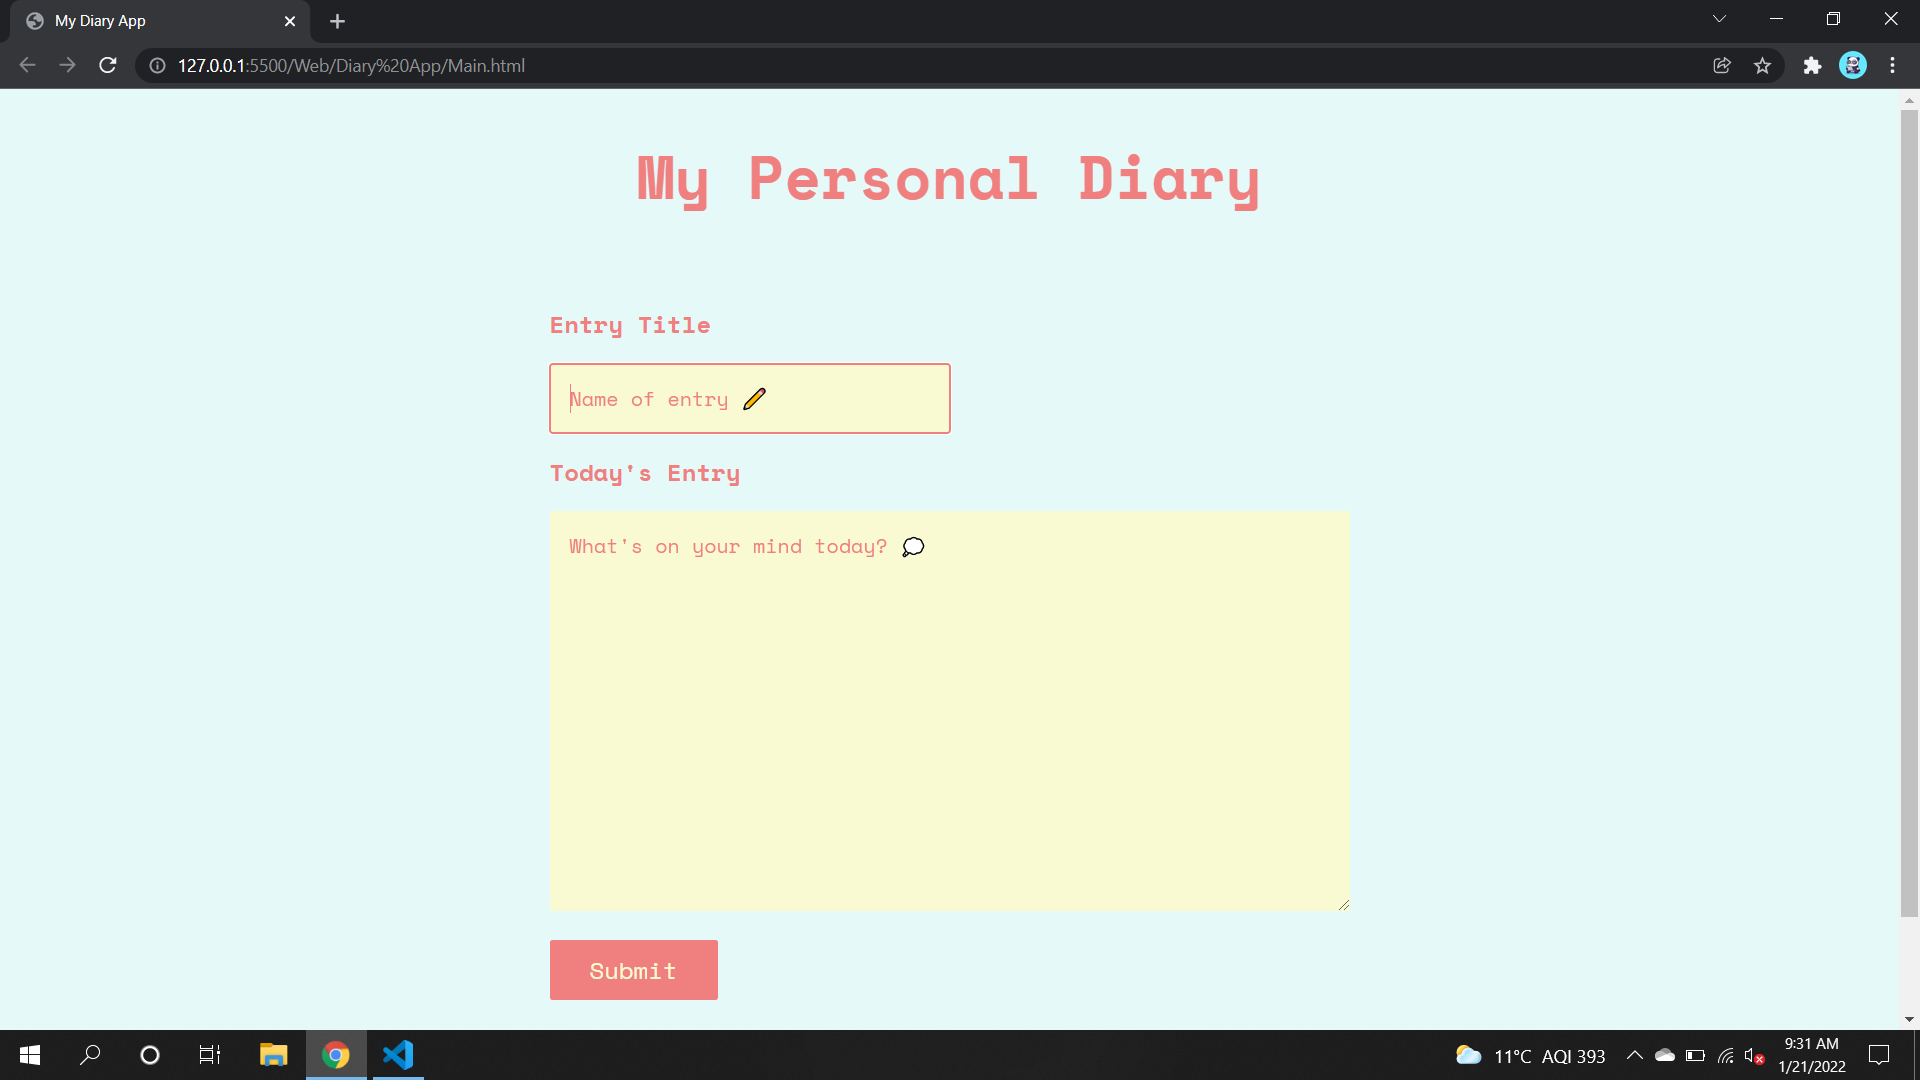 My Diary App
127.0.0.1:5500/Web/Diary%20App/Main.html
My Personal Diary
Entry Title
Name of entry ✏️
Today's Entry
What's on your mind today? 💭
Submit
11°C AQI 393
9:31 AM
1/21/2022